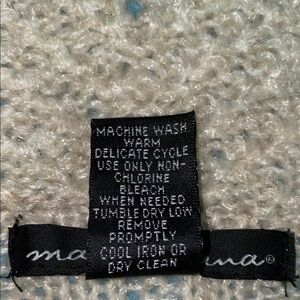 MACHINE WASH
WARM
DELICATE CYCLE
USE ONLY NON-
CHLORINE
BLEACH
WHEN NEEDED
TUMBLE DRY LOW
REMOVE
PROMPTLY
COOL IRON OR
DRY CLEAN